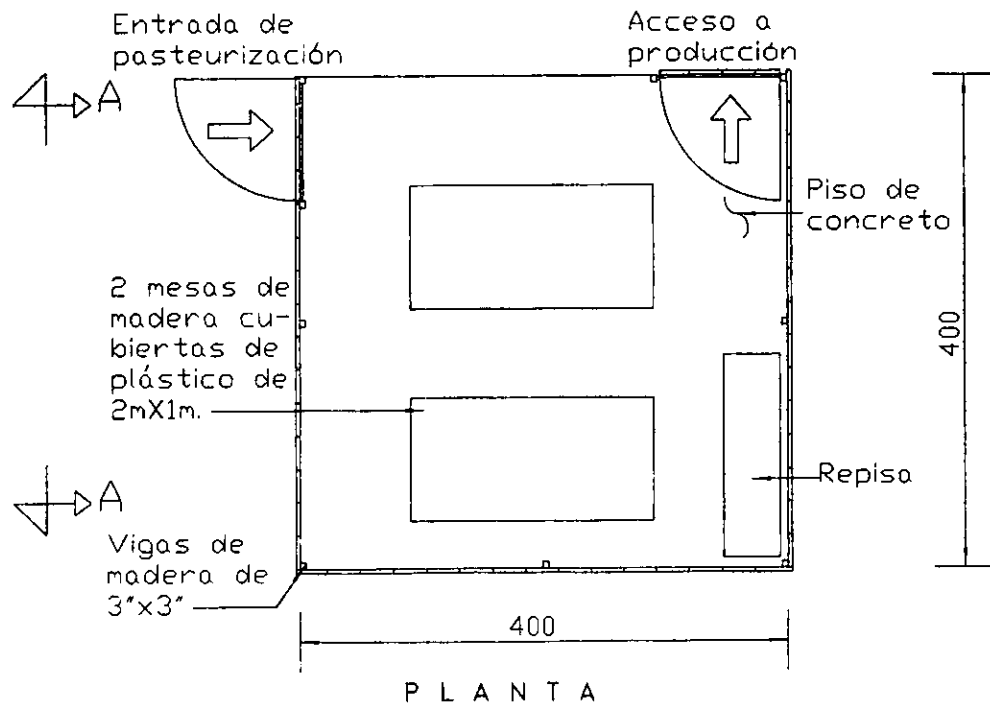 Entrada de
pasteurización
Acceso a
producción
A
Piso de
concreto
2 mesas de
madera cu-
biertas de
plástico de
2mX1m.
400
A
Repisa
Vigas de
madera de
3"x3"
400
PLANTA